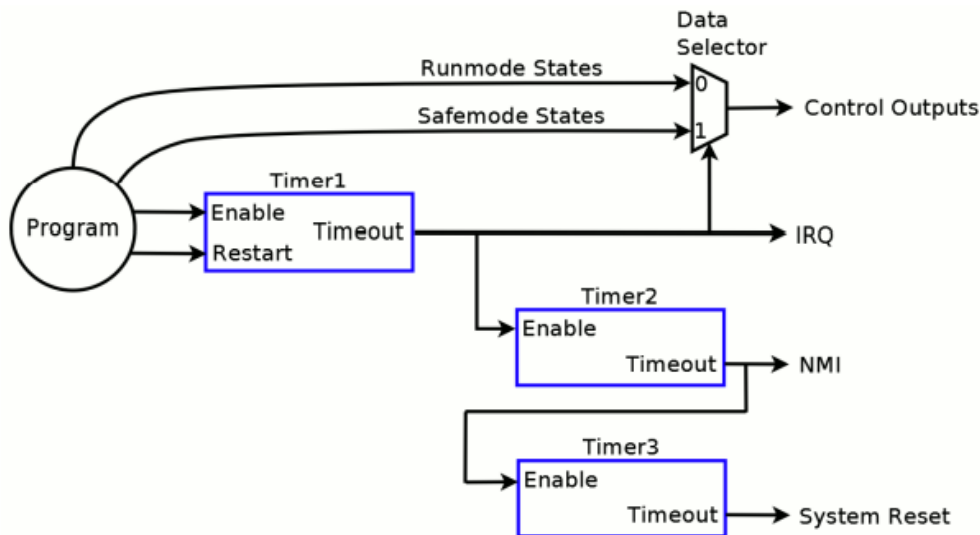 Data
Selector
Runmode States
0
Control Outputs
Safemode States
1
Timer1
Program
Enable
Timeout
Restart
IRQ
Timer2
Enable
Timeout
NMI
Timer3
Enable
Timeout
System Reset